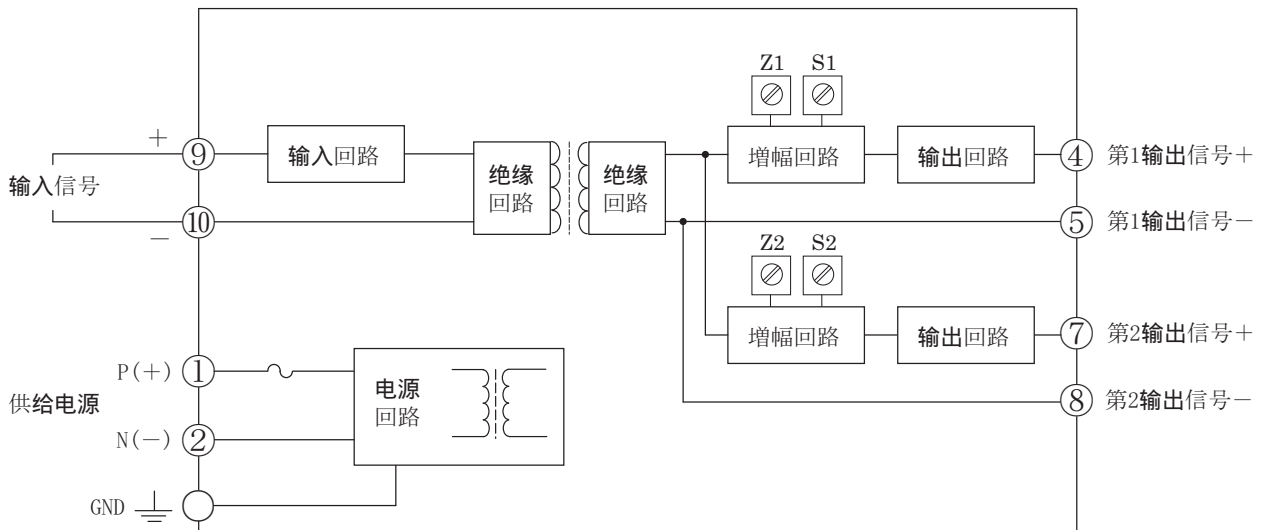 Z1 S1
+
⑨ 输入回路 绝缘回路 绝缘回路 増幅回路 输出回路 ④ 第1输出信号+
输入信号
⑩ ⑤ 第1输出信号-
-
Z2 S2
増幅回路 输出回路 ⑦ 第2输出信号+
P(+) ①
电源回路
供给电源
⑧ 第2输出信号-
N(-) ②
GND